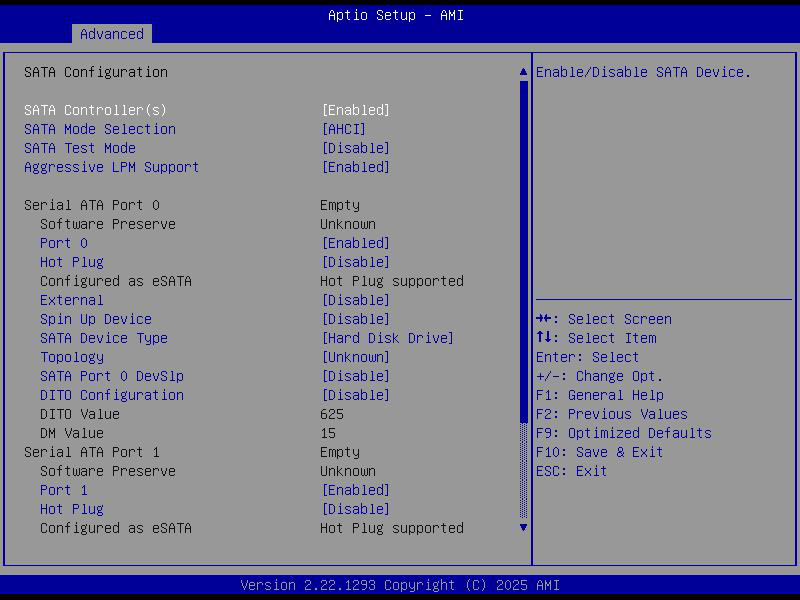 Aptio Setup – AMI
Advanced
SATA Configuration
SATA Controller(s) [Enabled]
SATA Mode Selection [AHCI]
SATA Test Mode [Disable]
Aggressive LPM Support [Enabled]
Serial ATA Port 0 Empty
Software Preserve Unknown
Port 0 [Enabled]
Hot Plug [Disable]
Configured as eSATA Hot Plug supported
External [Disable]
Spin Up Device [Disable]
SATA Device Type [Hard Disk Drive]
Topology [Unknown]
SATA Port 0 DevSlp [Disable]
DITO Configuration [Disable]
DITO Value 625
DM Value 15
Serial ATA Port 1 Empty
Software Preserve Unknown
Port 1 [Enabled]
Hot Plug [Disable]
Configured as eSATA Hot Plug supported
Enable/Disable SATA Device.
→←: Select Screen
↑↓: Select Item
Enter: Select
+/-: Change Opt.
F1: General Help
F2: Previous Values
F9: Optimized Defaults
F10: Save & Exit
ESC: Exit
Version 2.22.1293 Copyright (C) 2025 AMI